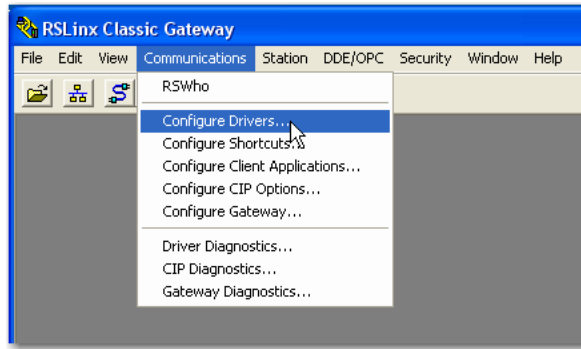 RSLinx Classic Gateway
File Edit View Communications Station DDE/OPC Security Window Help
RSWho
Configure Drivers...
Configure Shortcuts...
Configure Client Applications...
Configure CIP Options...
Configure Gateway...
Driver Diagnostics...
CIP Diagnostics...
Gateway Diagnostics...